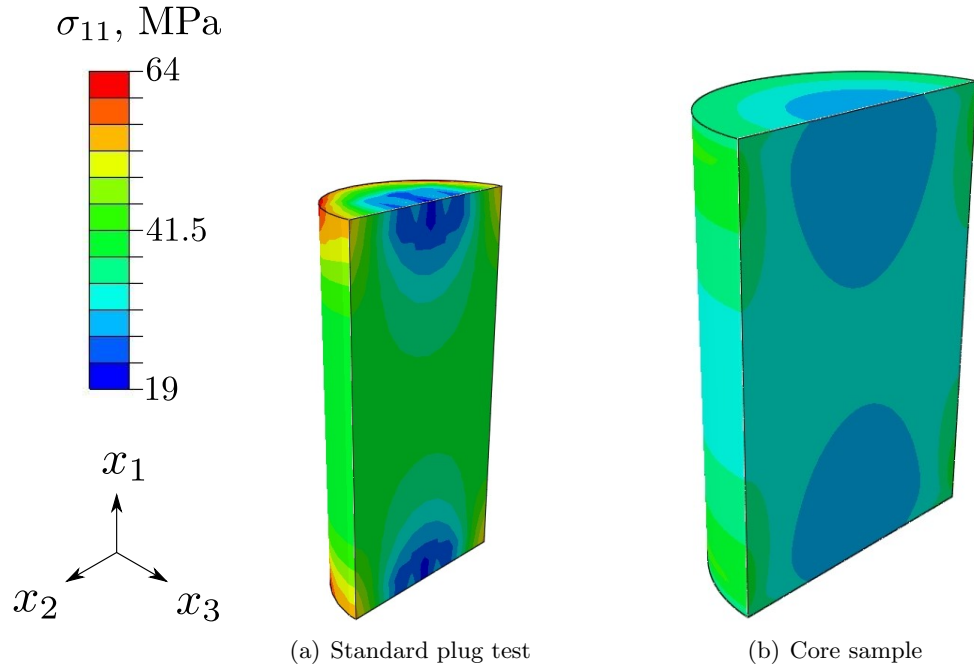 σ₁₁, MPa
64
41.5
19
x₁
x₂
x₃
(a) Standard plug test
(b) Core sample